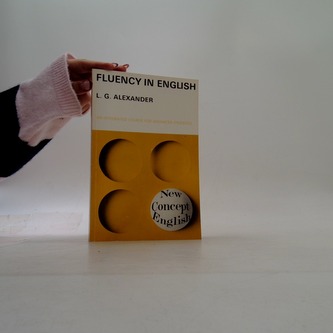 FLUENCY IN ENGLISH
L. G. ALEXANDER
New
Concept
English